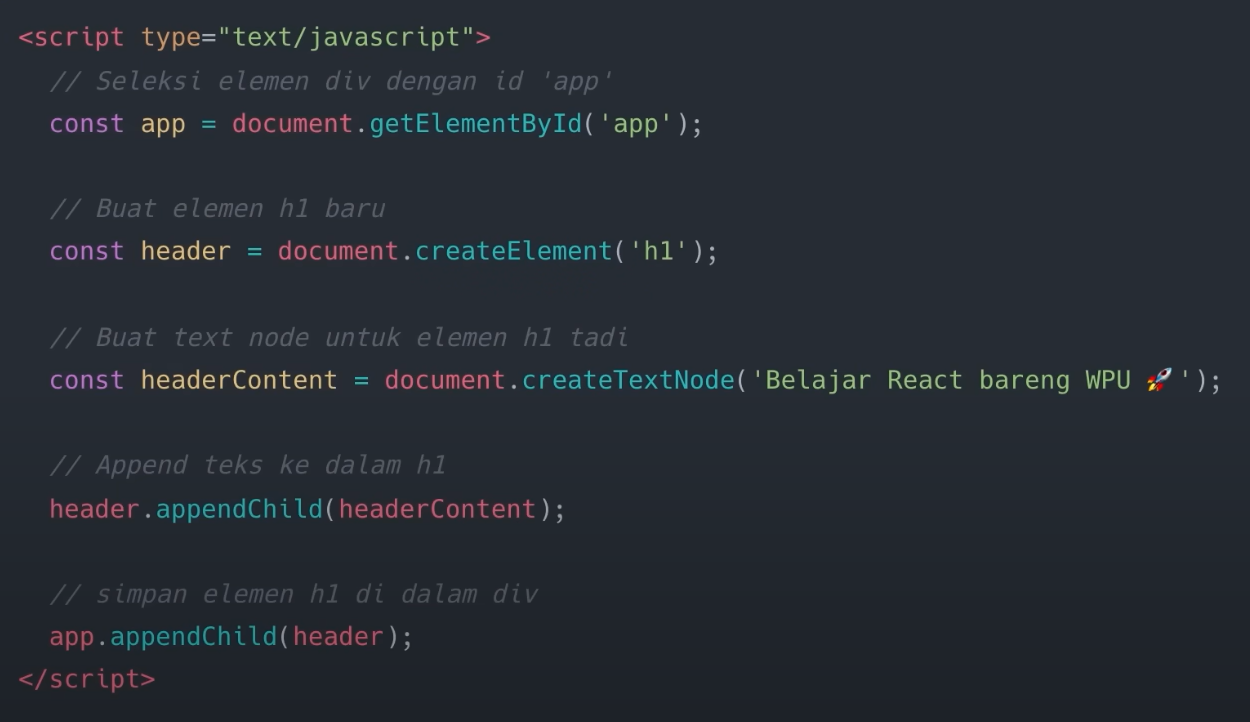 <script type="text/javascript">
// Seleksi elemen div dengan id 'app'
const app = document.getElementById('app');
// Buat elemen h1 baru
const header = document.createElement('h1');
// Buat text node untuk elemen h1 tadi
const headerContent = document.createTextNode('Belajar React bareng WPU 🚀');
// Append teks ke dalam h1
header.appendChild(headerContent);
// simpan elemen h1 di dalam div
app.appendChild(header);
</script>